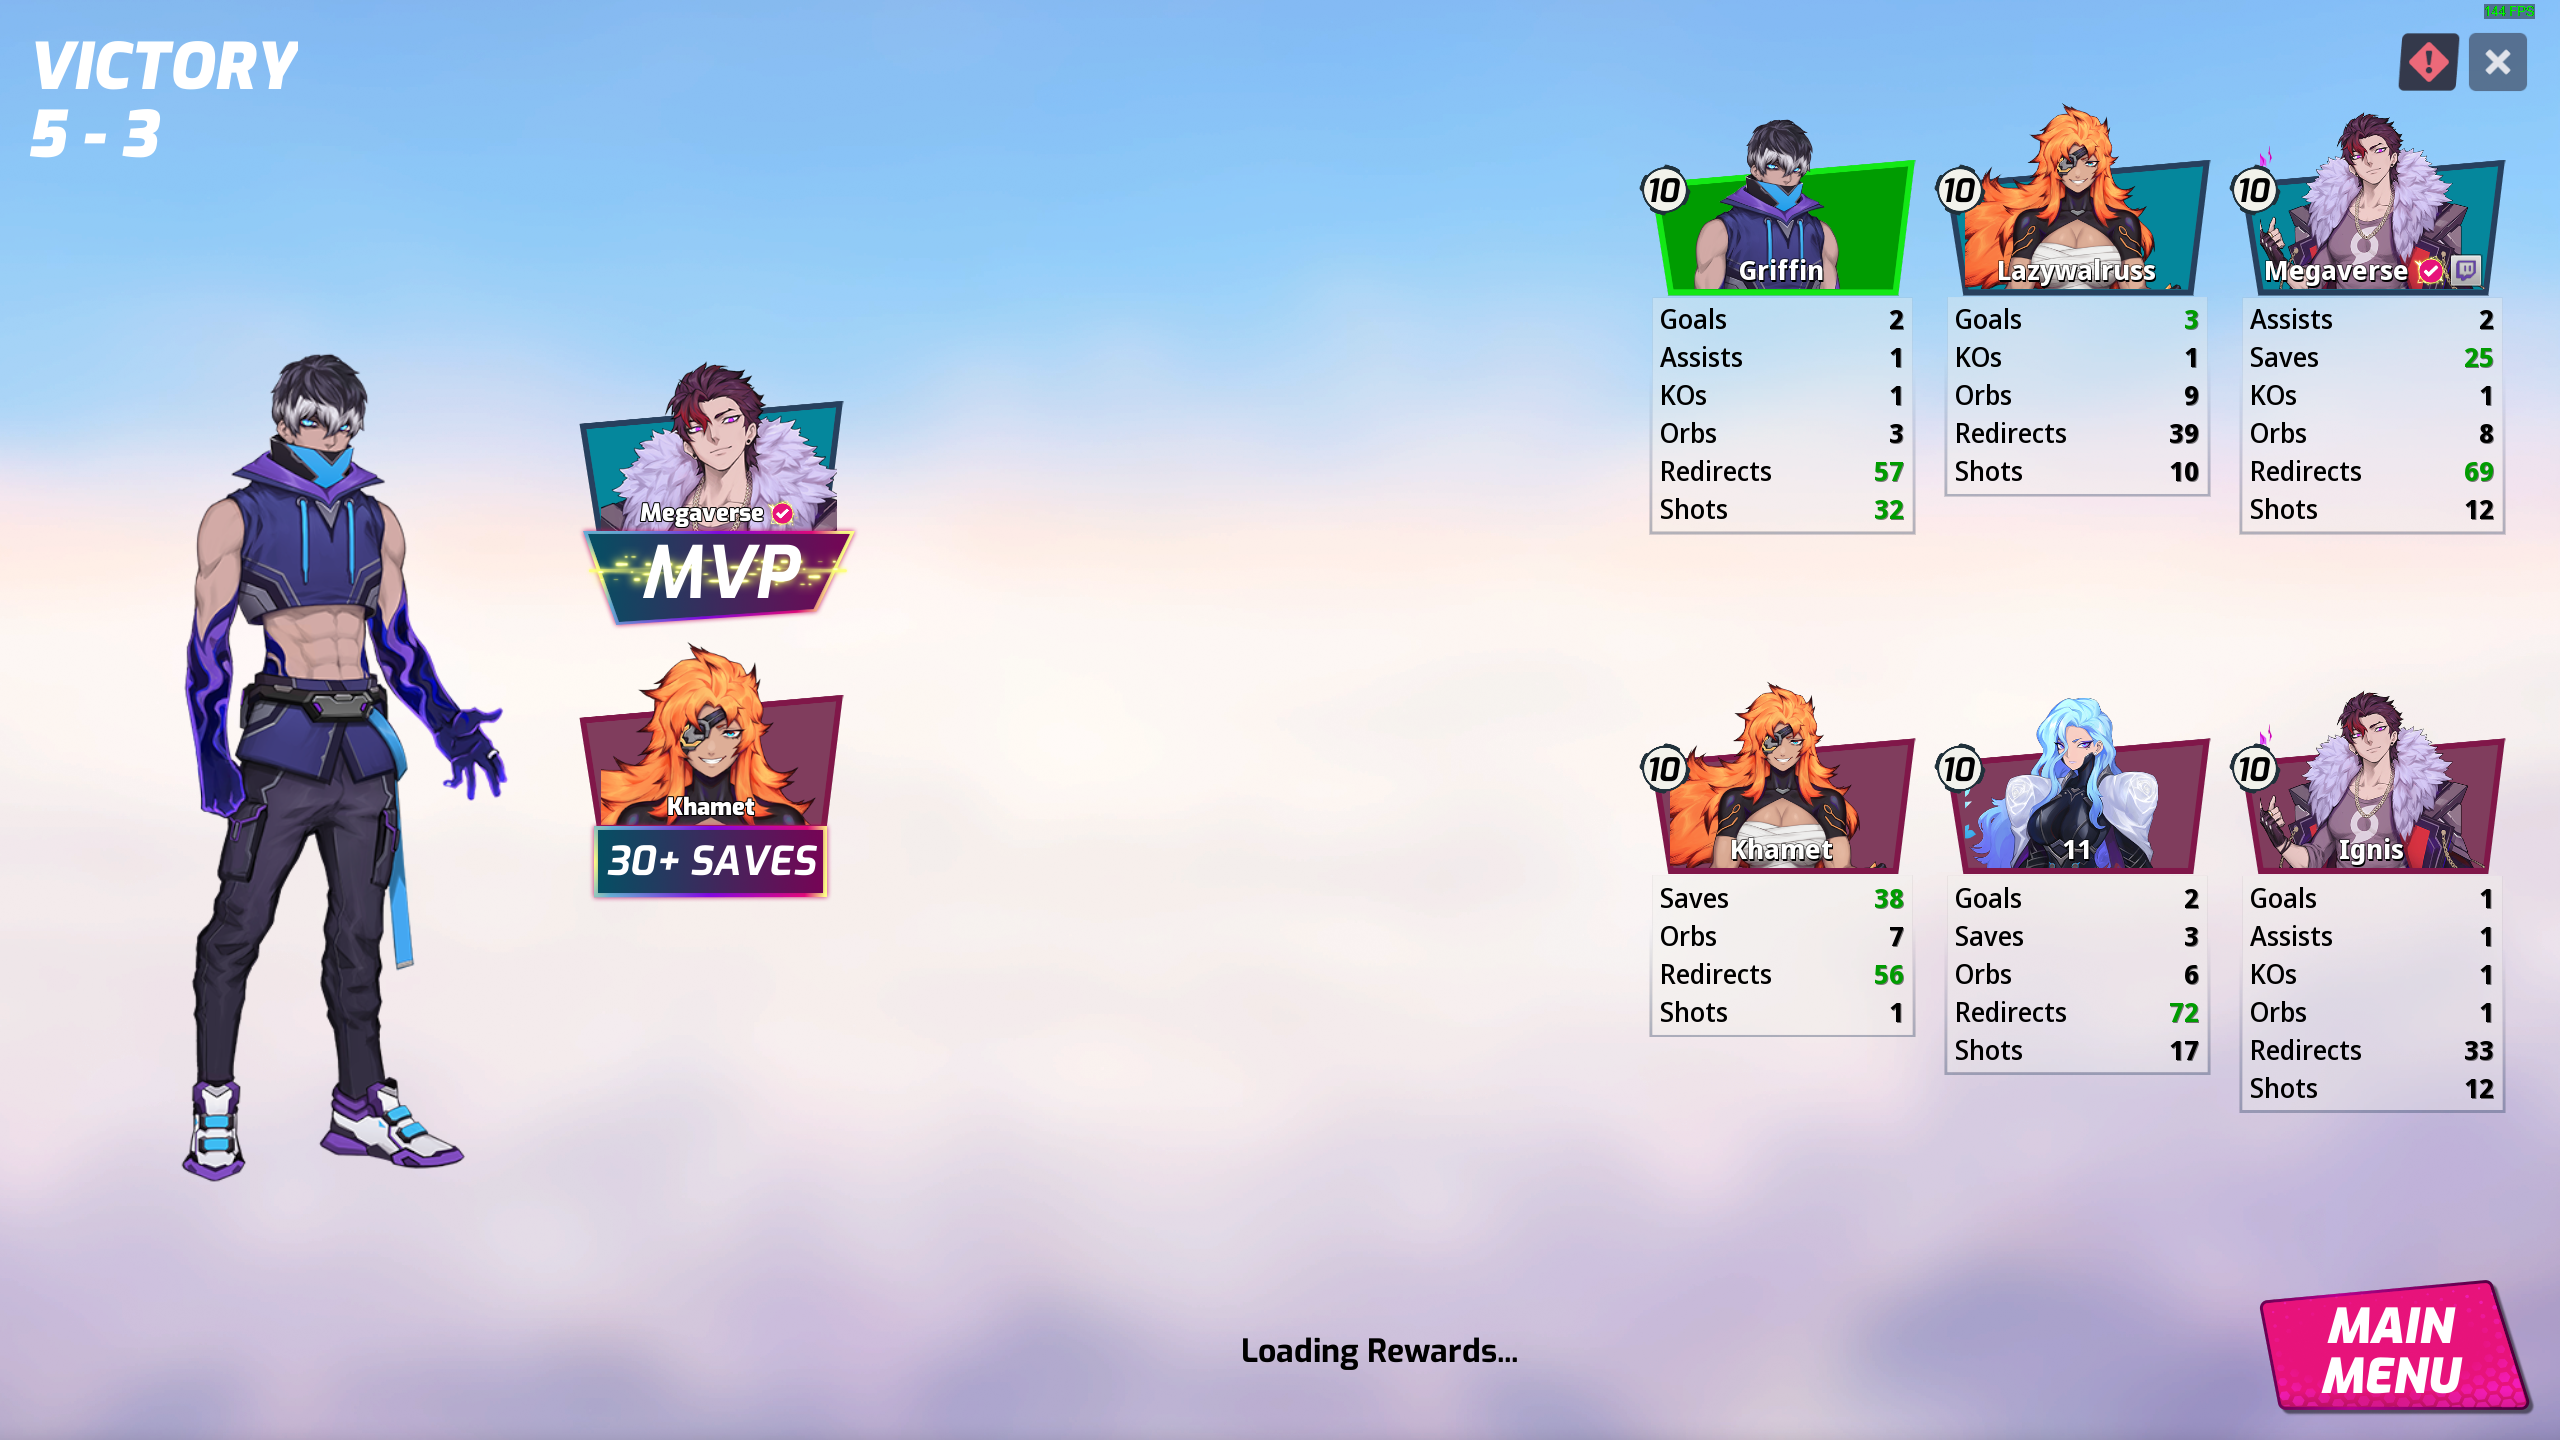 144 FPS
VICTORY
5 - 3
Megaverse
MVP
Khamet
30+ SAVES
10
Griffin
Goals 2
Assists 1
KOs 1
Orbs 3
Redirects 57
Shots 32
10
Lazywalruss
Goals 3
KOs 1
Orbs 9
Redirects 39
Shots 10
10
Megaverse
Assists 2
Saves 25
KOs 1
Orbs 8
Redirects 69
Shots 12
10
Khamet
Saves 38
Orbs 7
Redirects 56
Shots 1
10
11
Goals 2
Saves 3
Orbs 6
Redirects 72
Shots 17
10
Ignis
Goals 1
Assists 1
KOs 1
Orbs 1
Redirects 33
Shots 12
Loading Rewards...
MAIN
MENU